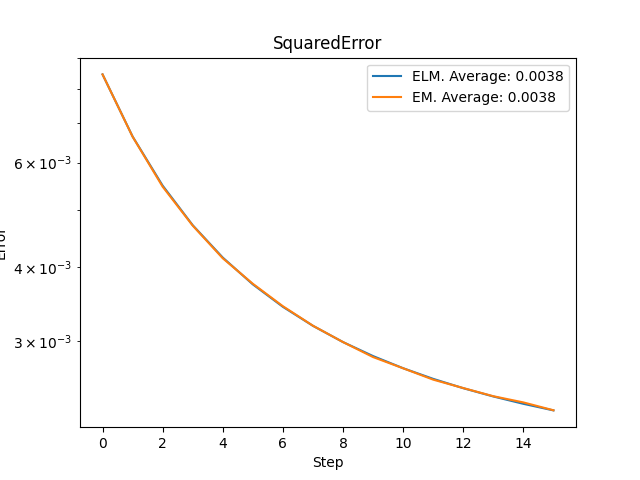 SquaredError
ELM. Average: 0.0038
EM. Average: 0.0038
6 × 10⁻³
4 × 10⁻³
3 × 10⁻³
Error
0 2 4 6 8 10 12 14
Step